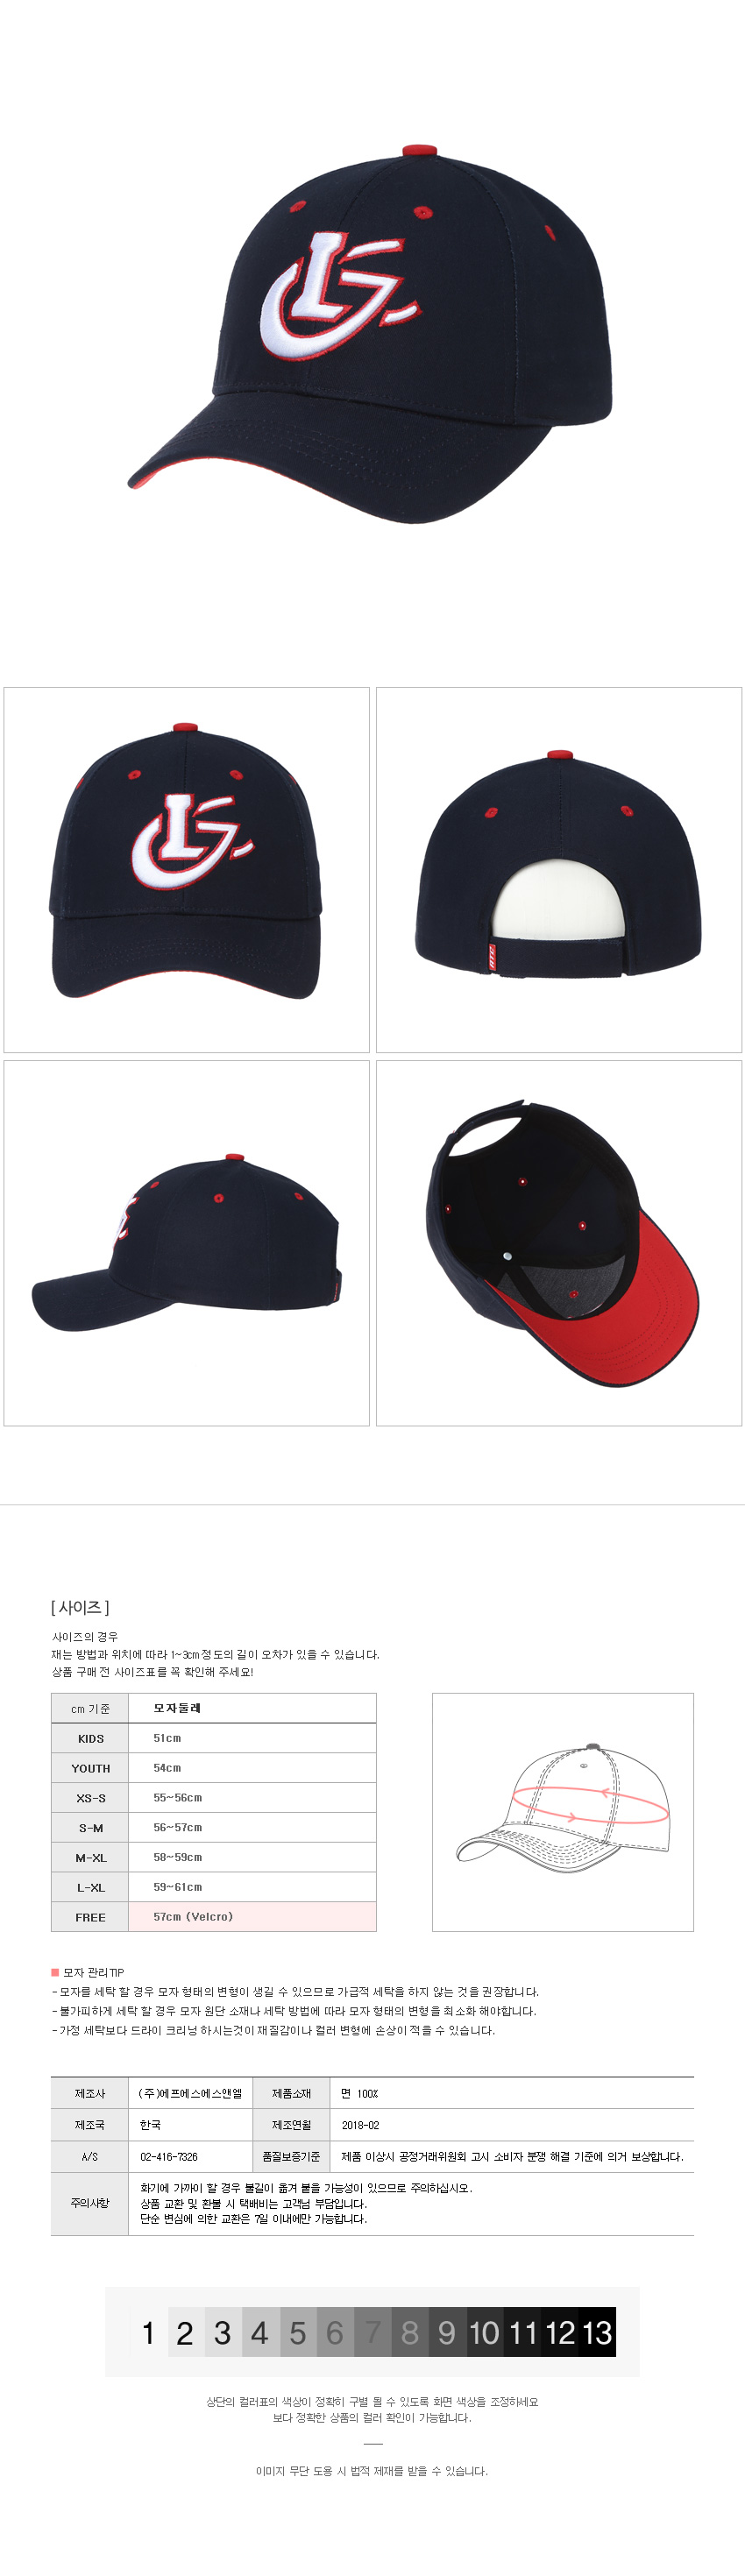 LG
[ 사이즈 ]
사이즈의 경우
재는 방법과 위치에 따라 1~3cm 정도의 길이 오차가 있을 수 있습니다.
상품 구매 전 사이즈표를 꼭 확인해 주세요!
cm 기준 모자둘레
KIDS 51cm
YOUTH 54cm
XS-S 55~56cm
S-M 56~57cm
M-XL 58~59cm
L-XL 59~61cm
FREE 57cm (Velcro)
모자 관리TIP
- 모자를 세탁 할 경우 모자 형태의 변형이 생길 수 있으므로 가급적 세탁을 하지 않는 것을 권장합니다.
- 불가피하게 세탁 할 경우 모자 원단 소재나 세탁 방법에 따라 모자 형태의 변형을 최소화 해야합니다.
- 가정 세탁보다 드라이 크리닝 하시는것이 재질감이나 컬러 변형에 손상이 적을 수 있습니다.
제조사 (주)에프에스에스앤엘 제품소재 면 100%
제조국 한국 제조연월 2018-02
A/S 02-416-7326 품질보증기준 제품 이상시 공정거래위원회 고시 소비자 분쟁 해결 기준에 의거 보상합니다.
주의사항 화기에 가까이 할 경우 불길이 옮겨 붙을 가능성이 있으므로 주의하십시오.
상품 교환 및 환불 시 택배비는 고객님 부담입니다.
단순 변심에 의한 교환은 7일 이내에만 가능합니다.
1 2 3 4 5 6 7 8 9 10 11 12 13
상단의 컬러표의 색상이 정확히 구별 될 수 있도록 화면 색상을 조정하세요
보다 정확한 상품의 컬러 확인이 가능합니다.
이미지 무단 도용 시 법적 제재를 받을 수 있습니다.